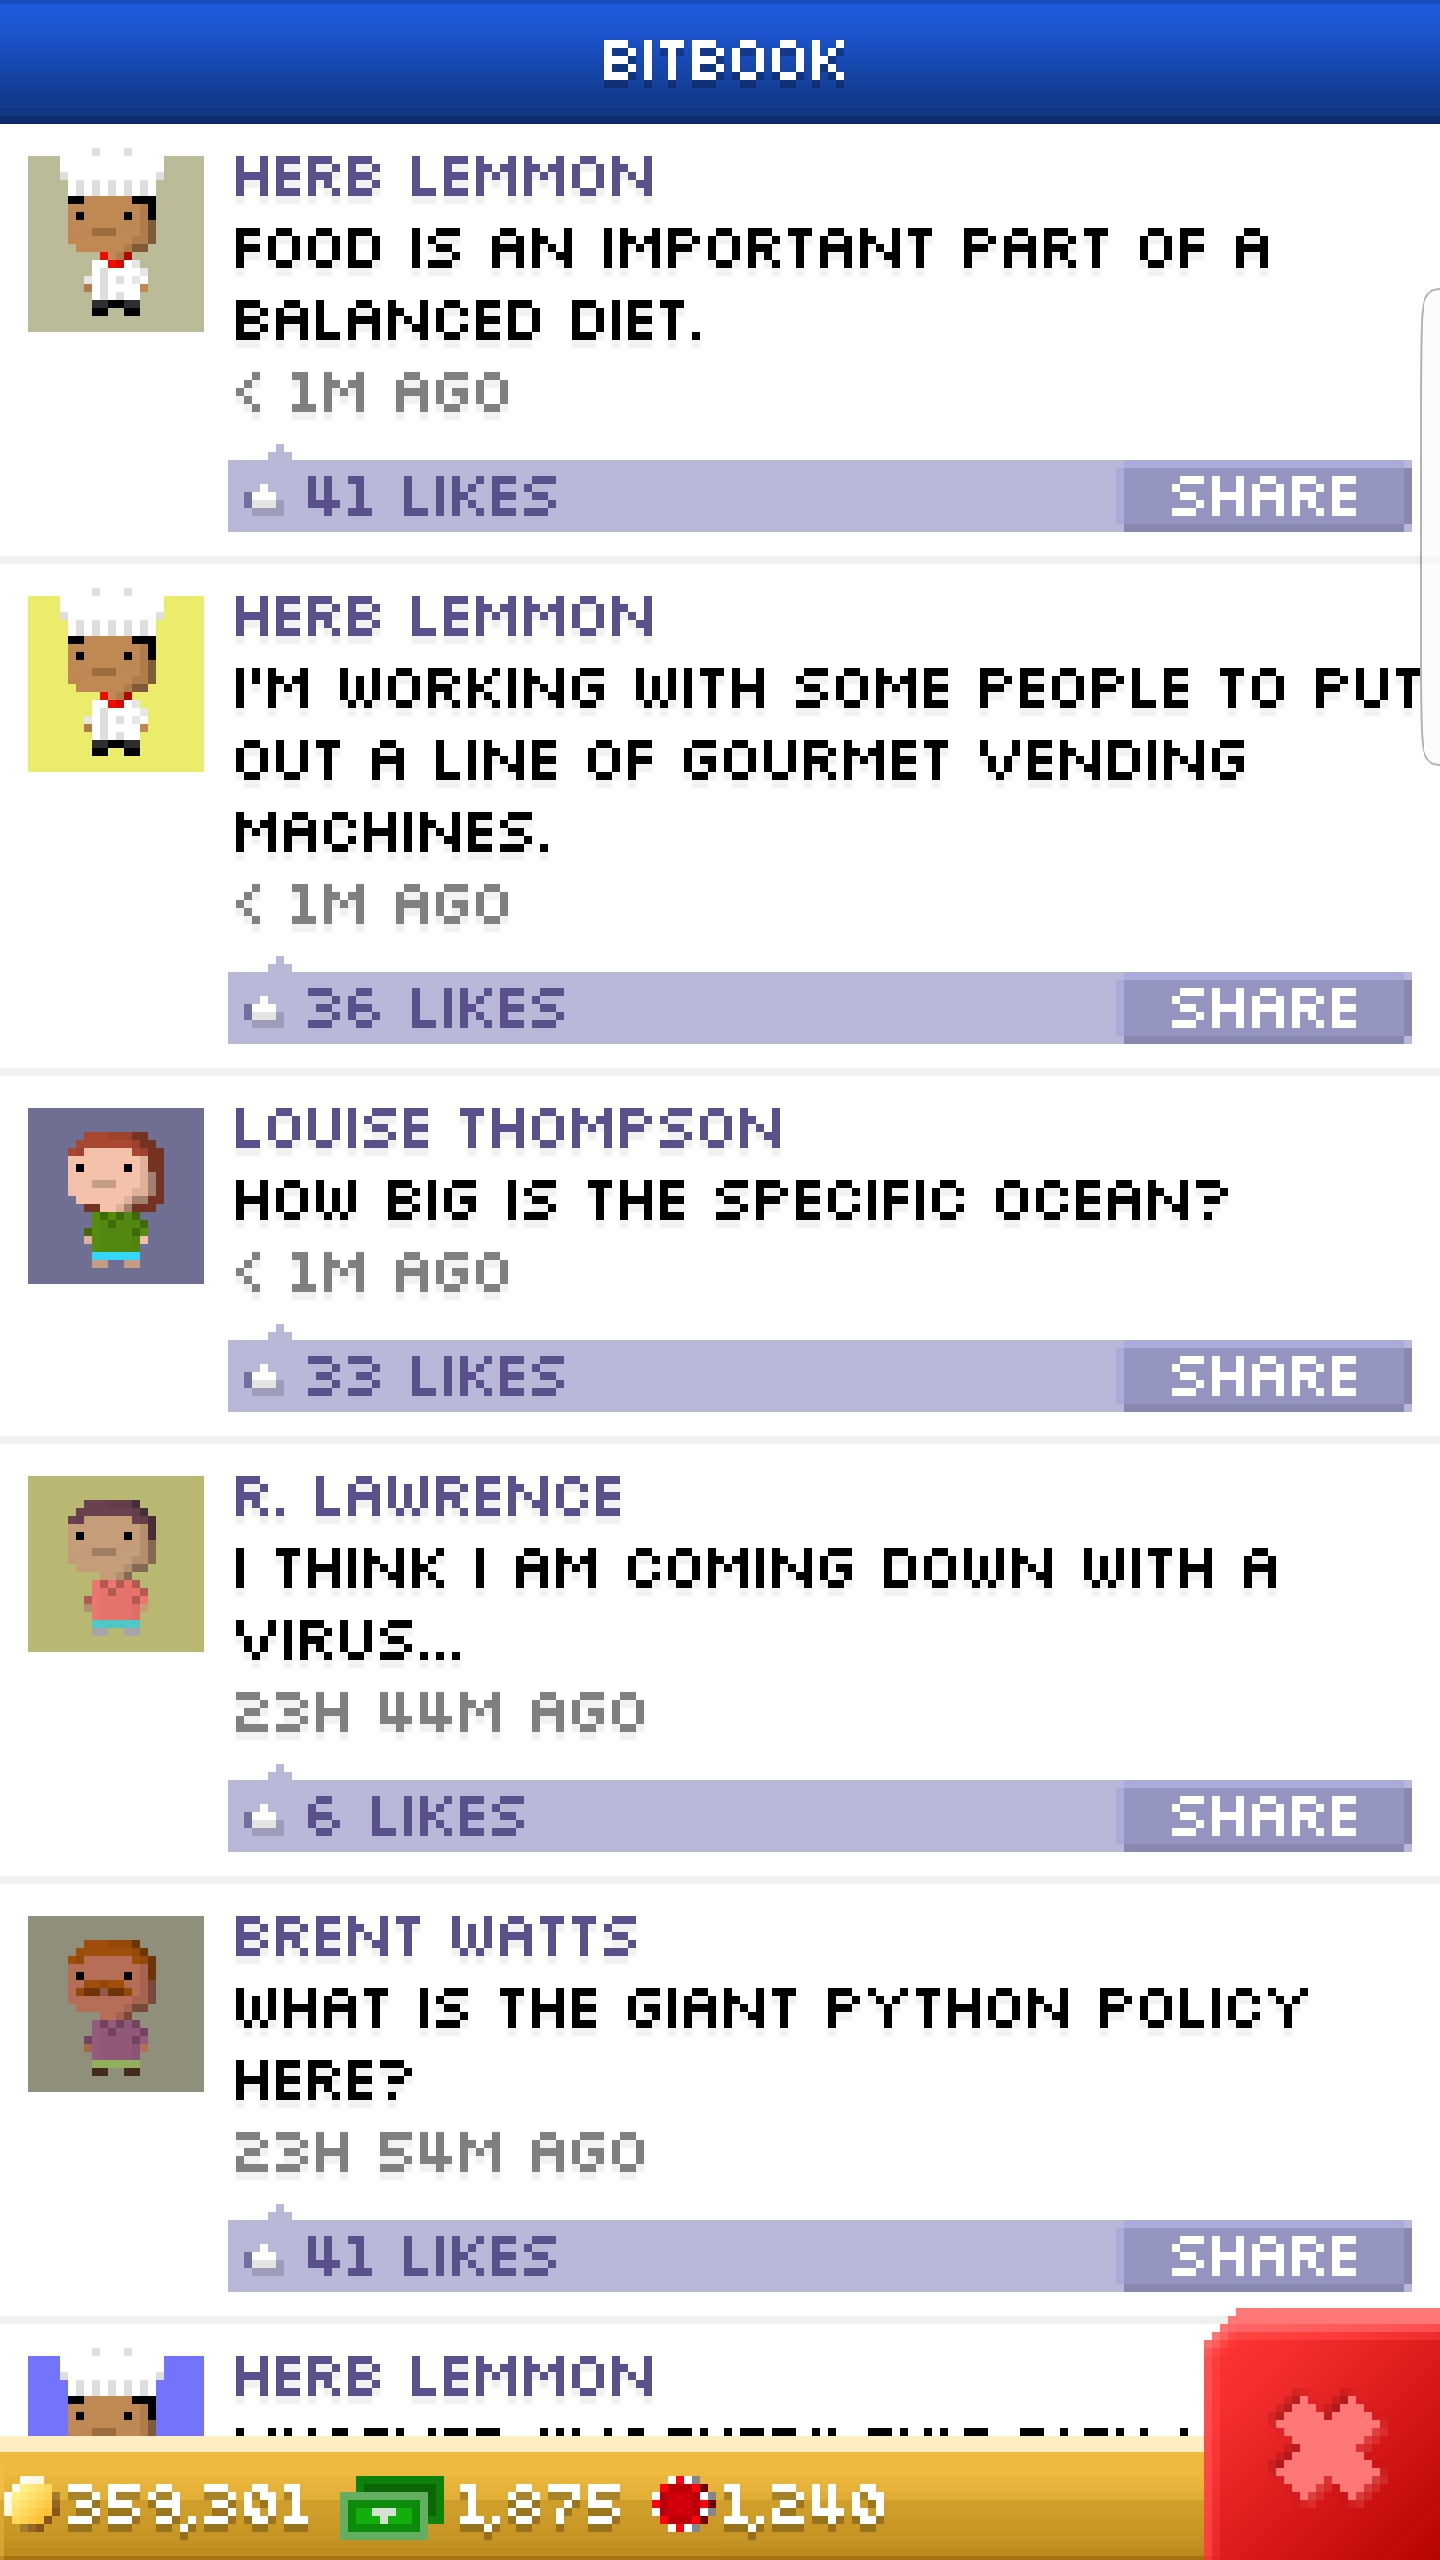 BITBOOK
HERB LEMMON
FOOD IS AN IMPORTANT PART OF A
BALANCED DIET.
< 1M AGO
41 LIKES SHARE
HERB LEMMON
I'M WORKING WITH SOME PEOPLE TO PUT
OUT A LINE OF GOURMET VENDING
MACHINES.
< 1M AGO
36 LIKES SHARE
LOUISE THOMPSON
HOW BIG IS THE SPECIFIC OCEAN?
< 1M AGO
33 LIKES SHARE
R. LAWRENCE
I THINK I AM COMING DOWN WITH A
VIRUS...
23H 44M AGO
6 LIKES SHARE
BRENT WATTS
WHAT IS THE GIANT PYTHON POLICY
HERE?
23H 54M AGO
41 LIKES SHARE
HERB LEMMON
359,301 1,875 1,240